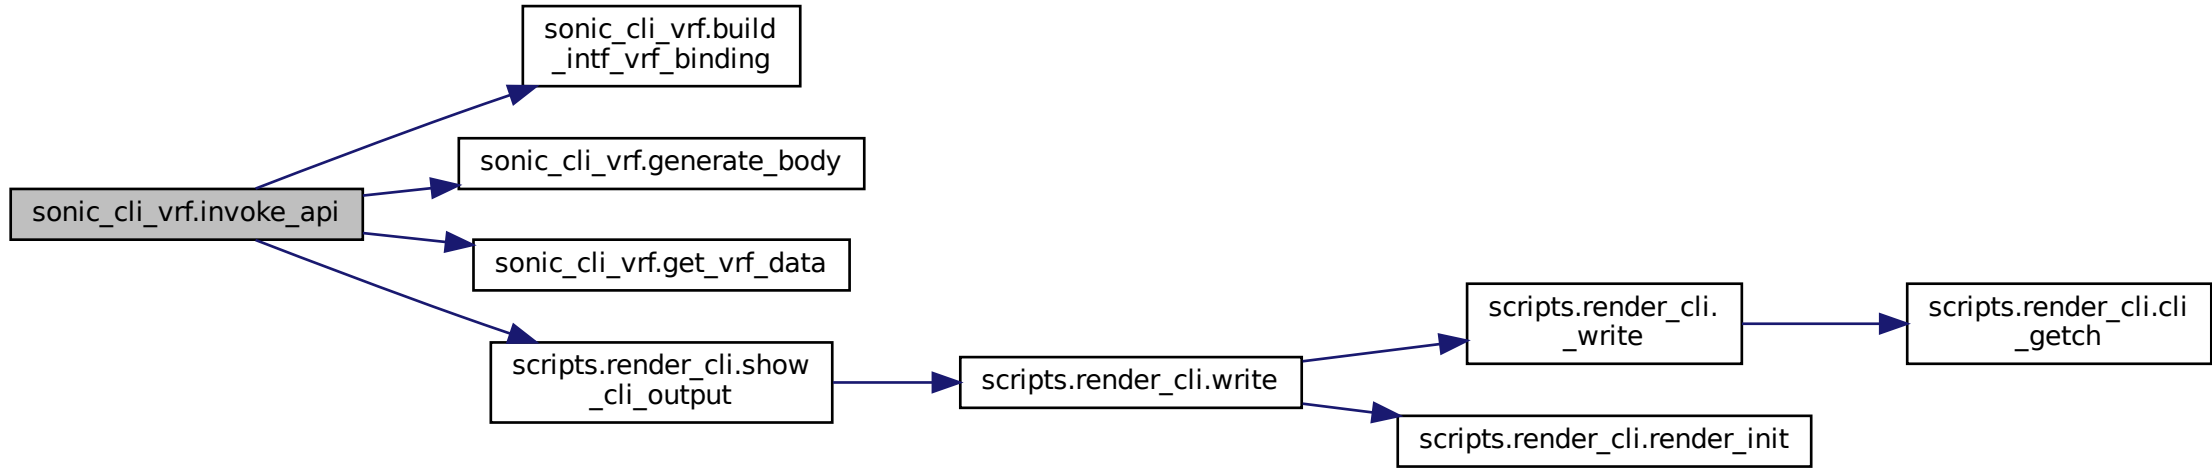 sonic_cli_vrf.invoke_api
sonic_cli_vrf.build
_intf_vrf_binding
sonic_cli_vrf.generate_body
sonic_cli_vrf.get_vrf_data
scripts.render_cli.show
_cli_output
scripts.render_cli.write
scripts.render_cli.
_write
scripts.render_cli.cli
_getch
scripts.render_cli.render_init